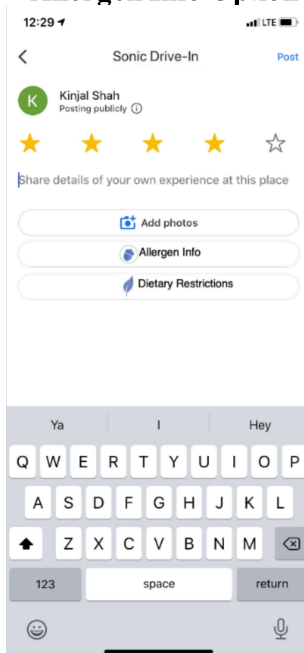 12:29
LTE
Sonic Drive-In
Post
K
Kinjal Shah
Posting publicly
Share details of your own experience at this place
Add photos
Allergen Info
Dietary Restrictions
Ya I Hey
Q W E R T Y U I O P
A S D F G H J K L
Z X C V B N M
123 space return